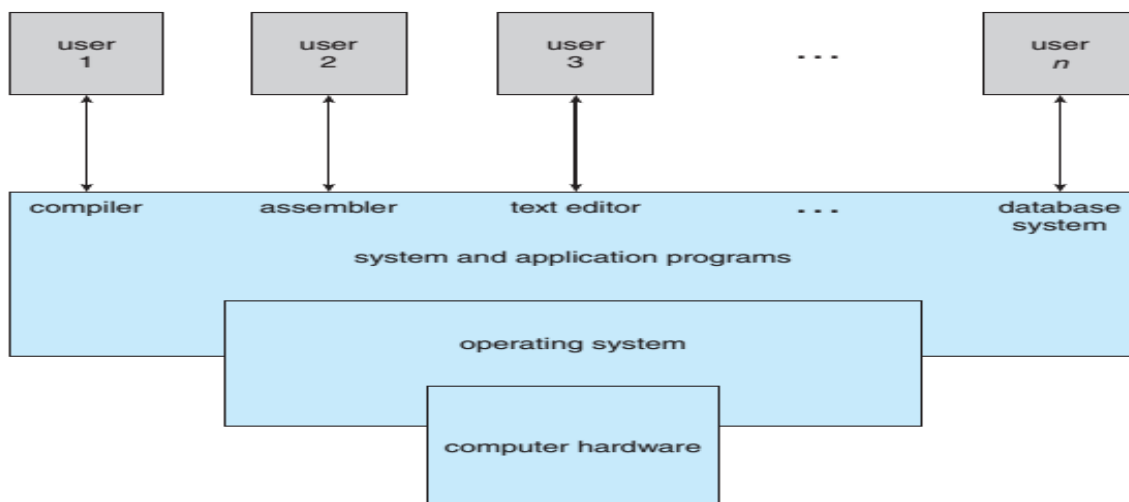 user
1
user
2
user
3
...
user
n
compiler
assembler
text editor
...
database
system
system and application programs
operating system
computer hardware